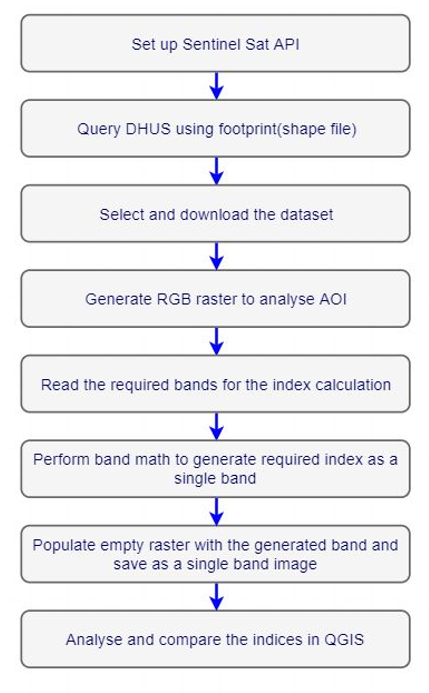 Set up Sentinel Sat API
Query DHUS using footprint(shape file)
Select and download the dataset
Generate RGB raster to analyse AOI
Read the required bands for the index calculation
Perform band math to generate required index as a
single band
Populate empty raster with the generated band and
save as a single band image
Analyse and compare the indices in QGIS